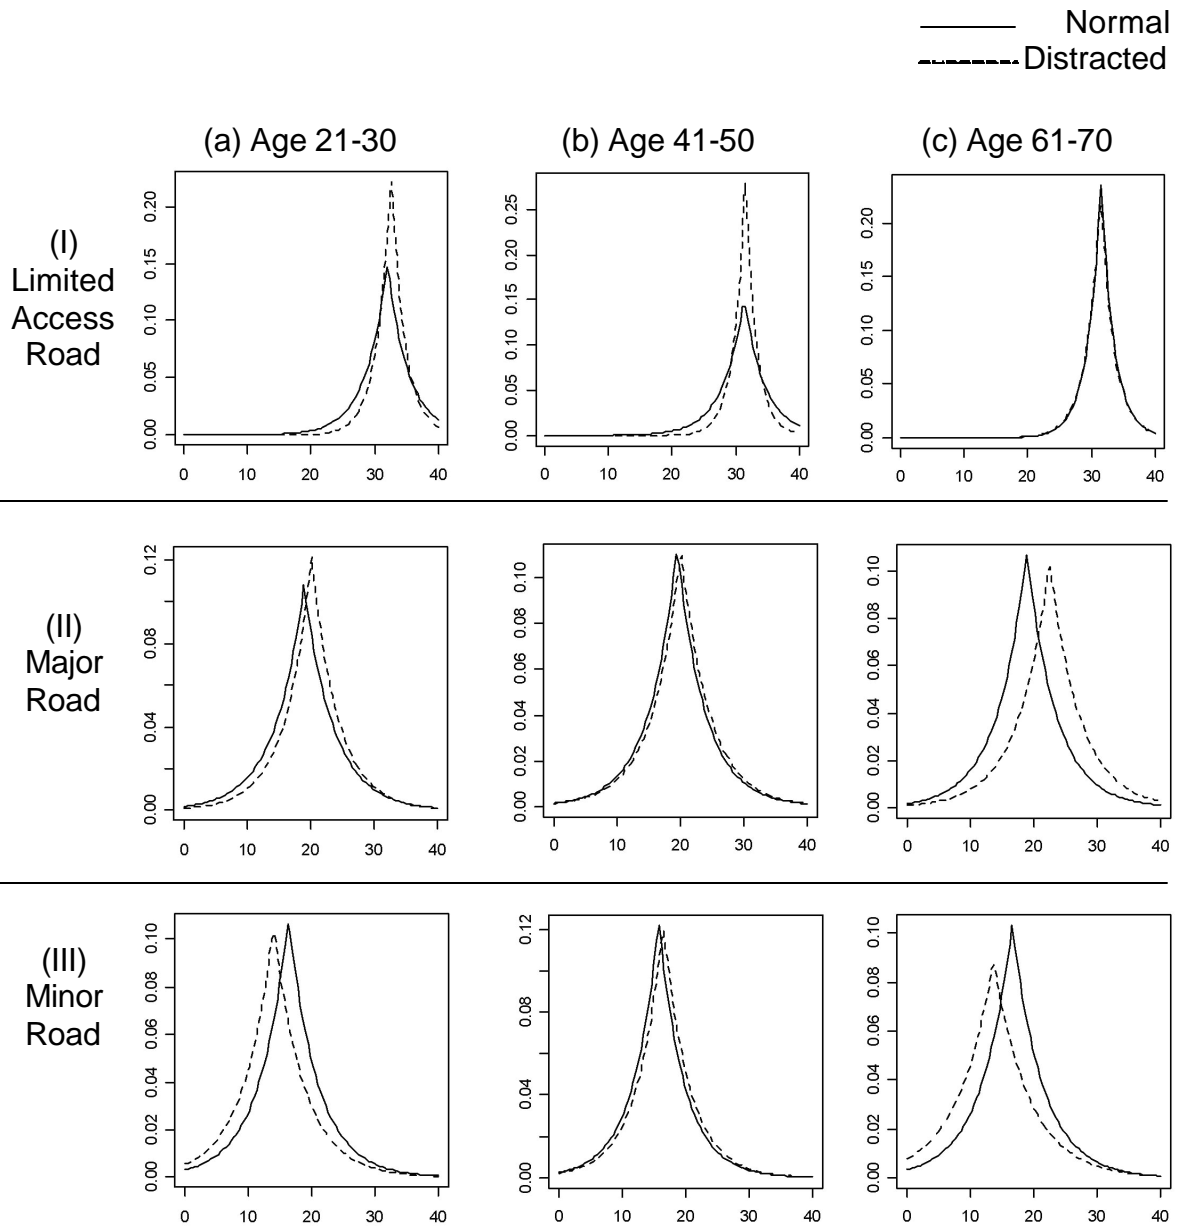 Normal
Distracted
(a) Age 21-30
(b) Age 41-50
(c) Age 61-70
(I)
Limited
Access
Road
0.00 0.05 0.10 0.15 0.20
0 10 20 30 40
0.00 0.05 0.10 0.15 0.20 0.25
0 10 20 30 40
0.00 0.05 0.10 0.15 0.20
0 10 20 30 40
(II)
Major
Road
0.00 0.04 0.08 0.12
0 10 20 30 40
0.00 0.02 0.04 0.06 0.08 0.10
0 10 20 30 40
0.00 0.02 0.04 0.06 0.08 0.10
0 10 20 30 40
(III)
Minor
Road
0.00 0.02 0.04 0.06 0.08 0.10
0 10 20 30 40
0.00 0.04 0.08 0.12
0 10 20 30 40
0.00 0.02 0.04 0.06 0.08 0.10
0 10 20 30 40